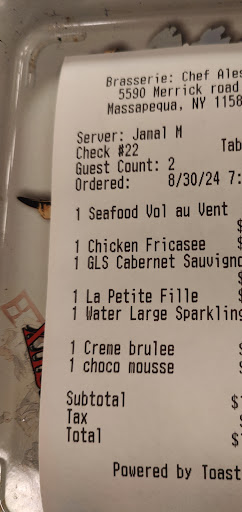 Brasserie: Chef Ales
5590 Merrick road
Massapequa, NY 1158
Server: Jamal M
Check #22 Tab
Guest Count: 2
Ordered: 8/30/24 7:
1 Seafood Vol au Vent
$
1 Chicken Fricasee $
1 GLS Cabernet Sauvigno
$
1 La Petite Fille $
1 Water Large Sparklin
1 Creme brulee $
1 choco mousse $
Subtotal $
Tax $
Total $
Powered by Toast